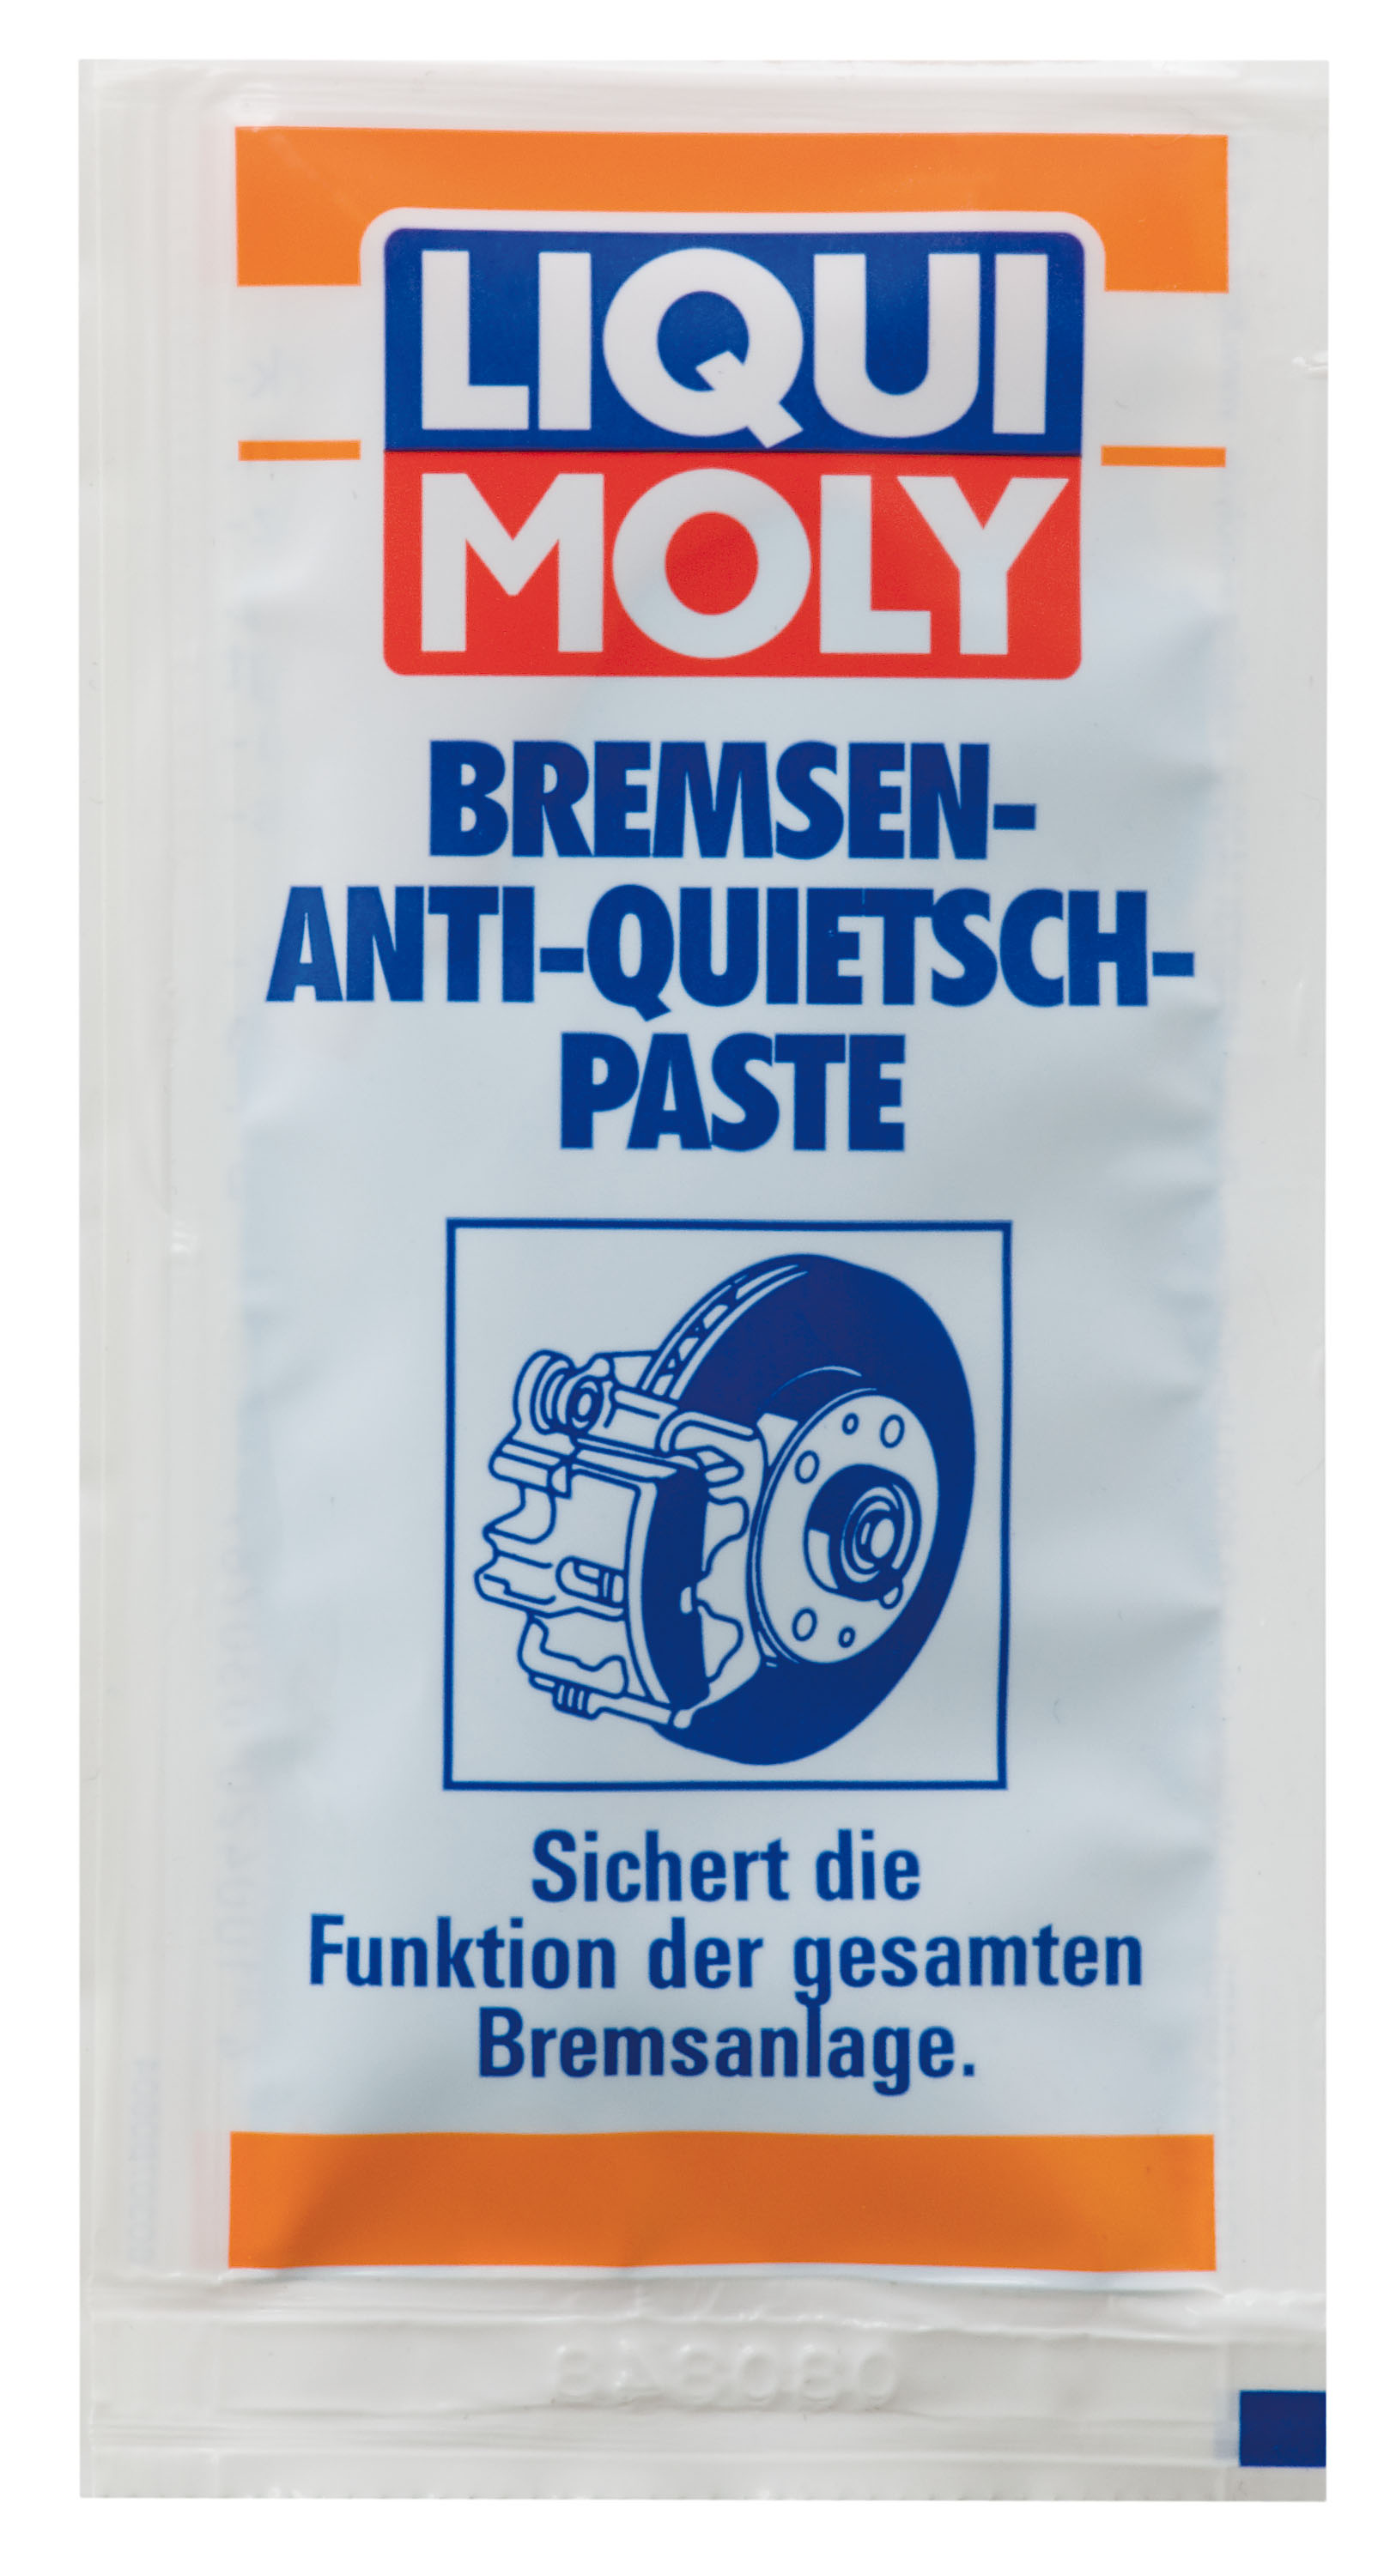 LIQUI
MOLY
BREMSEN-
ANTI-QUIETSCH-
PASTE
Sichert die
Funktion der gesamten
Bremsanlage.